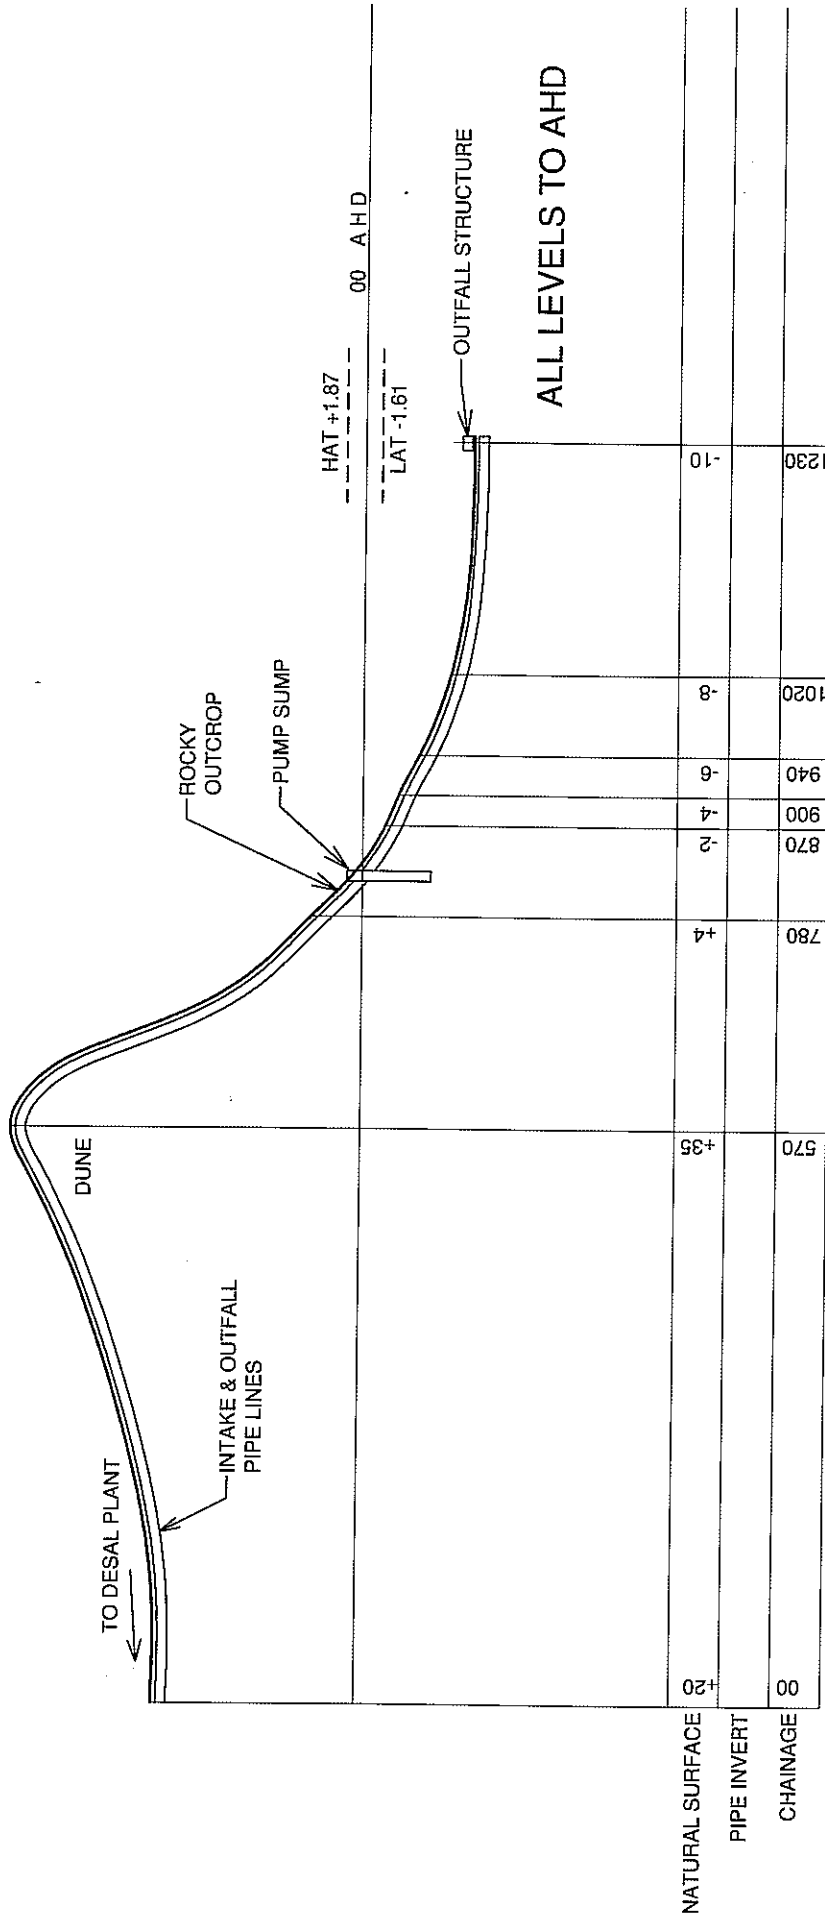 TO DESAL PLANT
INTAKE & OUTFALL
PIPE LINES
DUNE
ROCKY
OUTCROP
PUMP SUMP
HAT +1.87
LAT -1.61
00 AHD
OUTFALL STRUCTURE
ALL LEVELS TO AHD
NATURAL SURFACE +20 +35 +4 -2 -4 -6 -8 -10
PIPE INVERT
CHAINAGE 00 570 780 870 900 940 1020 1230